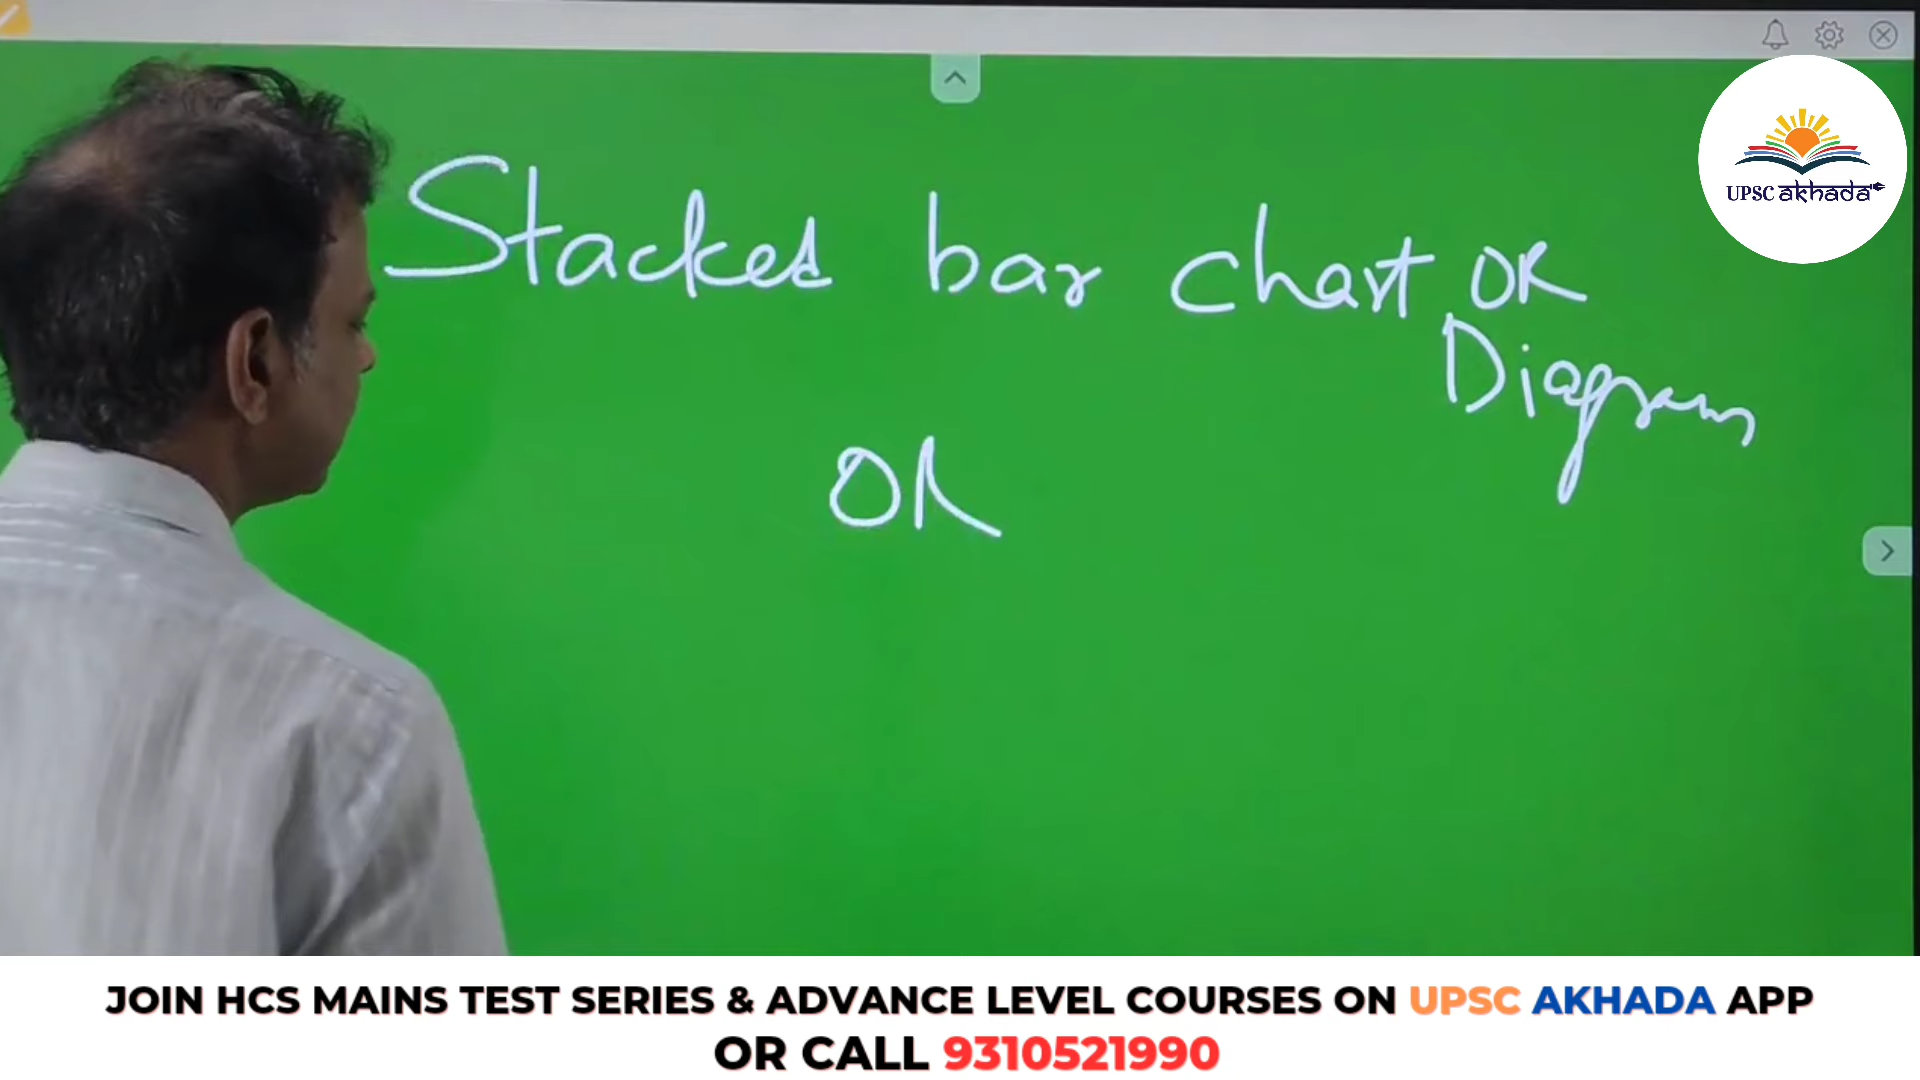 UPSC akhada
Stacked bar chart OR
Diagram
OR
JOIN HCS MAINS TEST SERIES & ADVANCE LEVEL COURSES ON UPSC AKHADA APP
OR CALL 9310521990